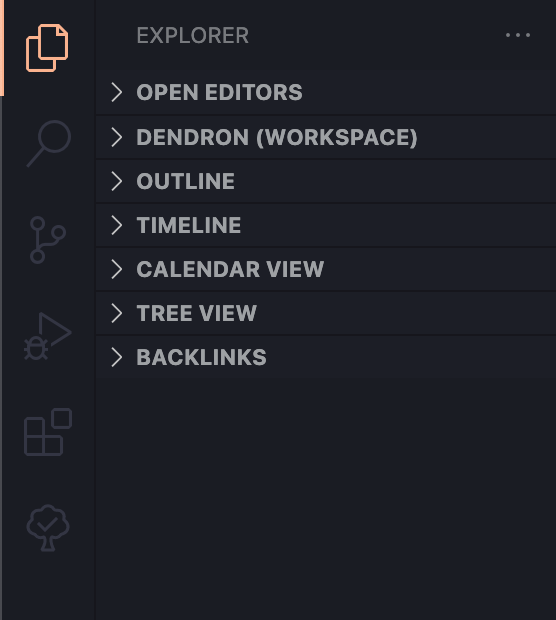 EXPLORER
OPEN EDITORS
DENDRON (WORKSPACE)
OUTLINE
TIMELINE
CALENDAR VIEW
TREE VIEW
BACKLINKS